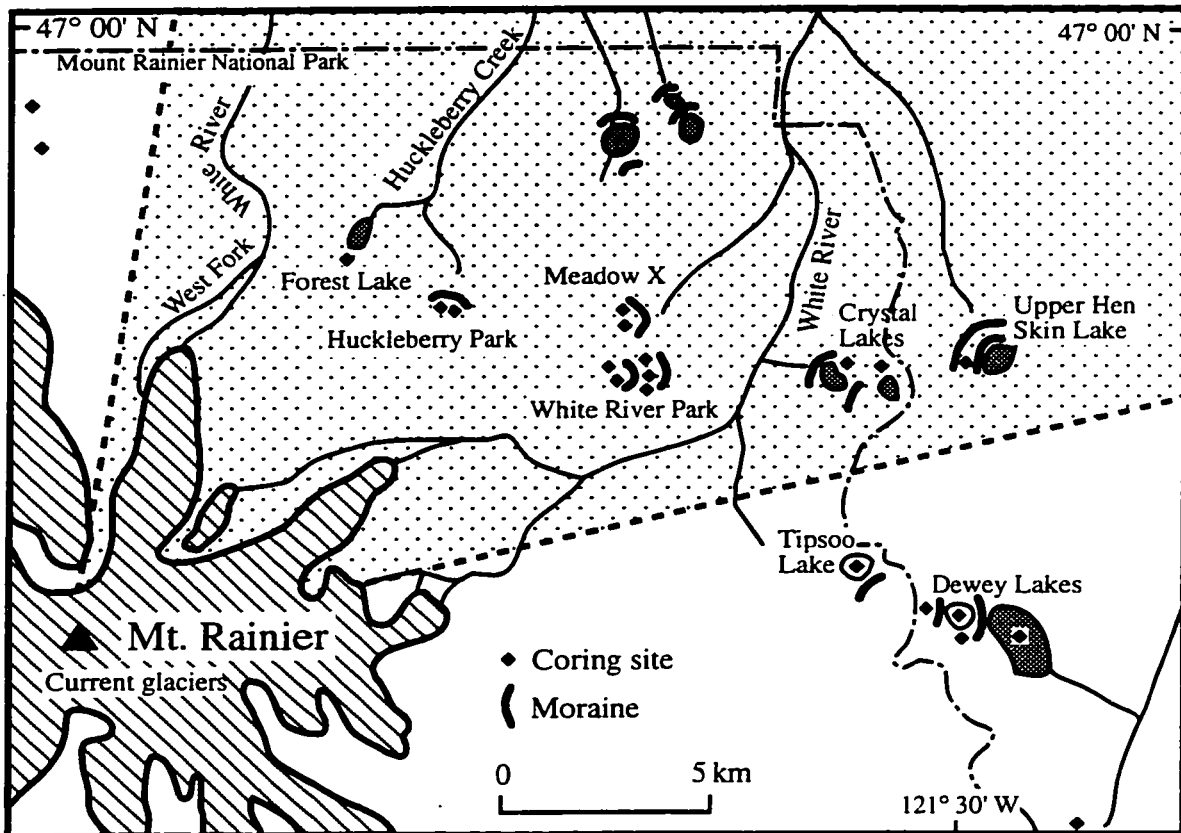 47° 00' N
47° 00' N
Mount Rainier National Park
White River
West Fork
Huckleberry Creek
Forest Lake
Huckleberry Park
Meadow X
White River Park
White River
Crystal
Lakes
Upper Hen
Skin Lake
Tipsoo
Lake
Dewey Lakes
Mt. Rainier
Current glaciers
Coring site
Moraine
0 5 km
121° 30' W